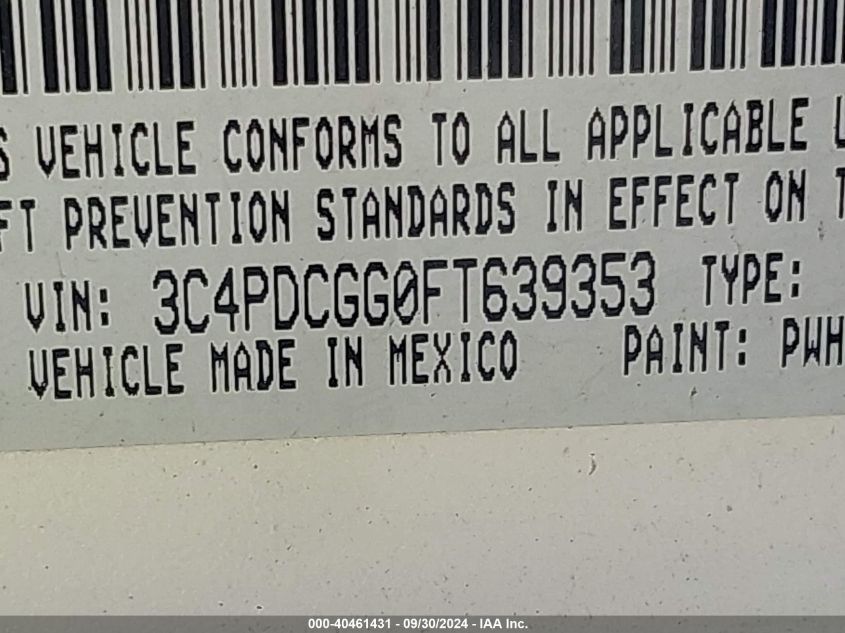 S VEHICLE CONFORMS TO ALL APPLICABLE L
FT PREVENTION STANDARDS IN EFFECT ON T
VIN: 3C4PDCGG0FT639353 TYPE:
VEHICLE MADE IN MEXICO PAINT: PWH
000-40461431 - 09/30/2024 - IAA Inc.